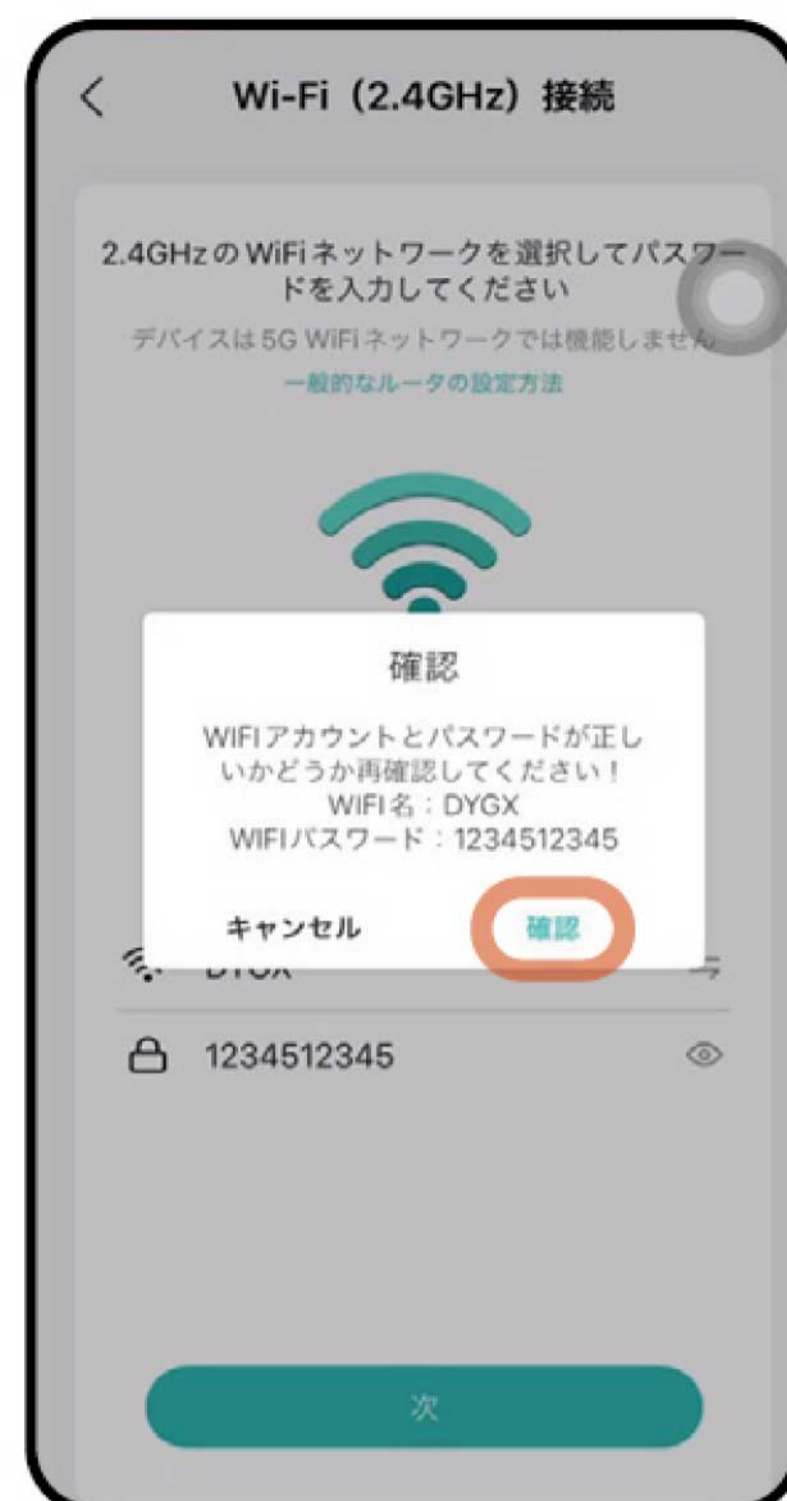 Wi-Fi（2.4GHz）接続
2.4GHzのWiFiネットワークを選択してパスワー
ドを入力してください
デバイスは5G WiFiネットワークでは機能しません
一般的なルータの設定方法
確認
WIFIアカウントとパスワードが正し
いかどうか再確認してください！
WIFI名：DYGX
WIFIパスワード：1234512345
キャンセル 確認
DYGX
1234512345
次